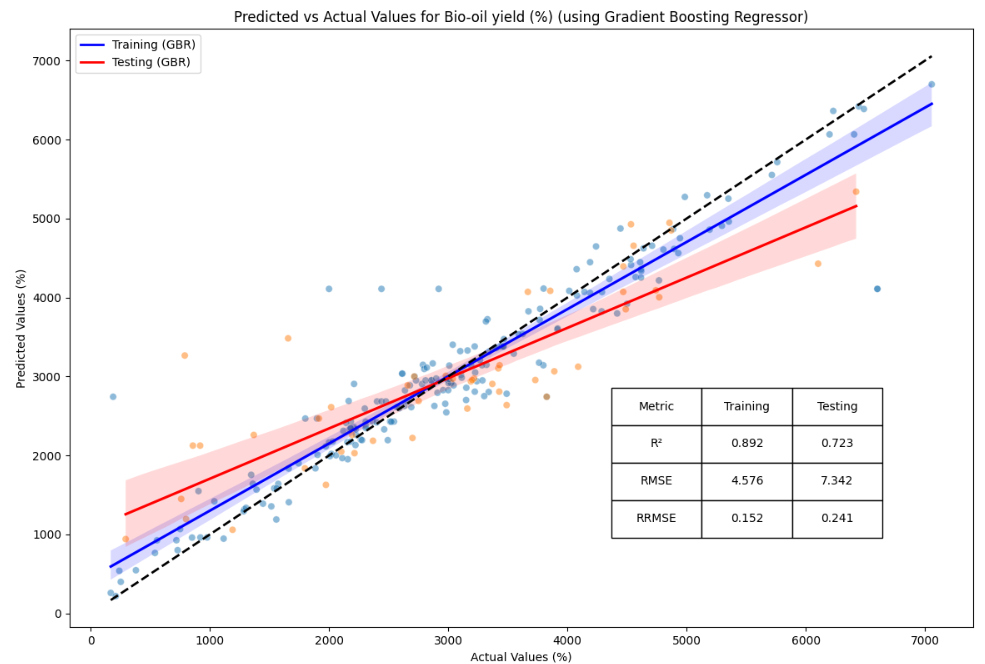 Predicted vs Actual Values for Bio-oil yield (%) (using Gradient Boosting Regressor)
Training (GBR)
Testing (GBR)
Predicted Values (%)
7000
6000
5000
4000
3000
2000
1000
0
Metric Training Testing
R² 0.892 0.723
RMSE 4.576 7.342
RRMSE 0.152 0.241
0 1000 2000 3000 4000 5000 6000 7000
Actual Values (%)